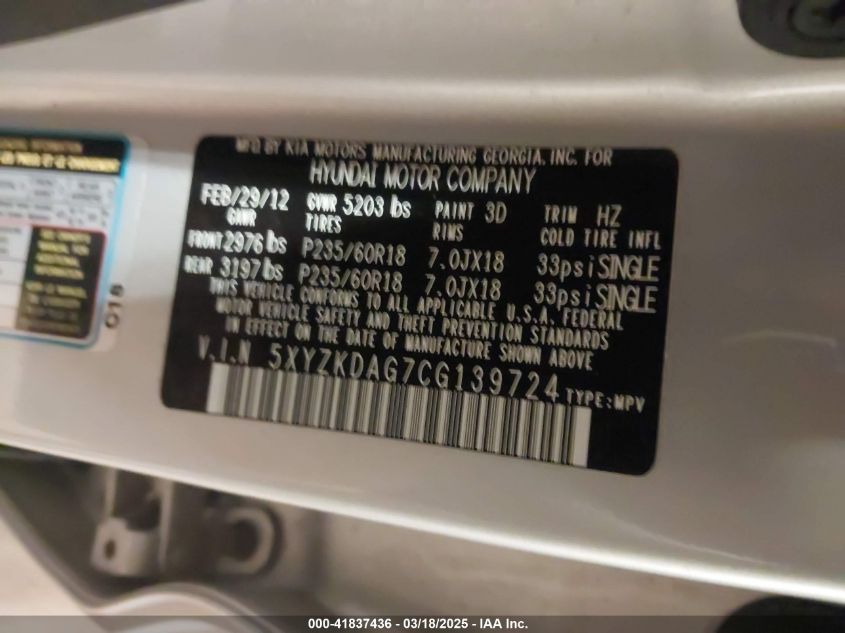 MFD BY KIA MOTORS MANUFACTURING GEORGIA, INC. FOR
HYUNDAI MOTOR COMPANY
FEB/29/12 GVWR 5203 lbs PAINT 3D TRIM HZ
GAWR TIRES RIMS COLD TIRE INFL
FRONT 2976 lbs P235/60R18 7.0JX18 33psi SINGLE
REAR 3197 lbs P235/60R18 7.0JX18 33psi SINGLE
THIS VEHICLE CONFORMS TO ALL APPLICABLE U.S.A. FEDERAL
MOTOR VEHICLE SAFETY AND THEFT PREVENTION STANDARDS
IN EFFECT ON THE DATE OF MANUFACTURE SHOWN ABOVE
V.I.N 5XYZKDAG7CG139724 TYPE:MPV
018
000-41837436 - 03/18/2025 - IAA Inc.